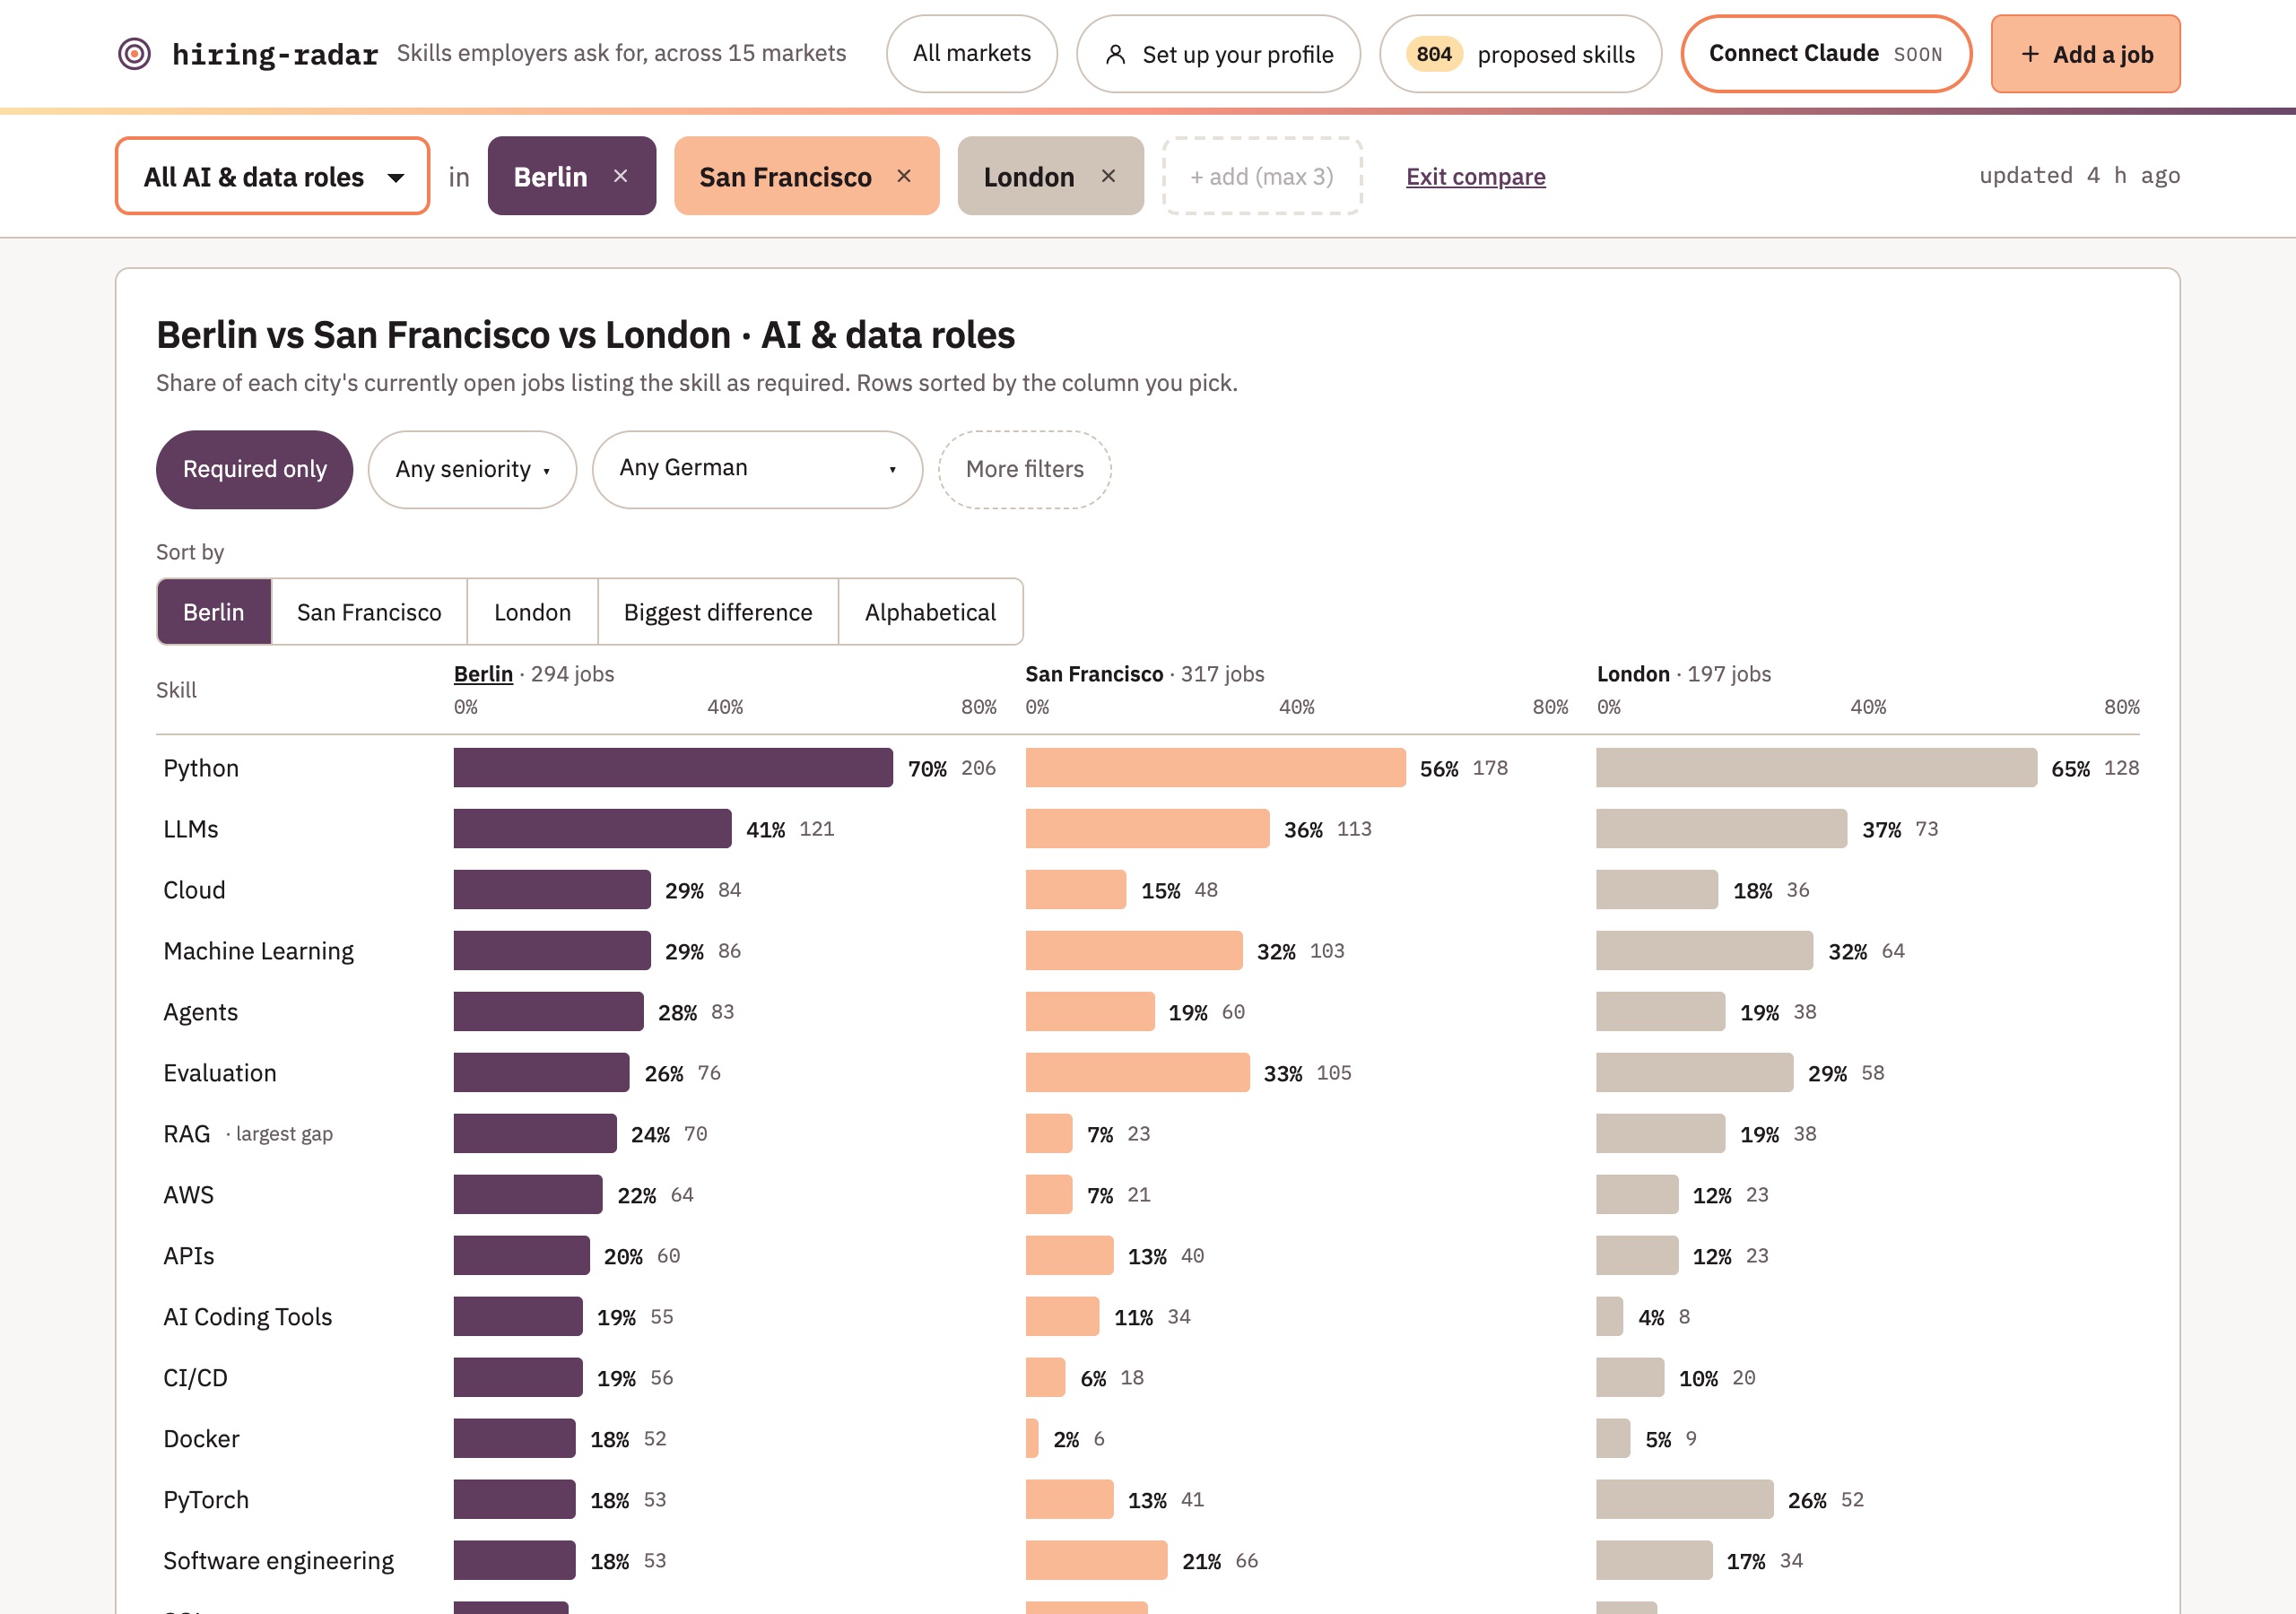 hiring-radar Skills employers ask for, across 15 markets All markets Set up your profile 804 proposed skills Connect Claude SOON + Add a job
All AI & data roles in Berlin × San Francisco × London × + add (max 3) Exit compare updated 4 h ago
Berlin vs San Francisco vs London · AI & data roles
Share of each city's currently open jobs listing the skill as required. Rows sorted by the column you pick.
Required only Any seniority Any German More filters
Sort by
Berlin San Francisco London Biggest difference Alphabetical
Skill Berlin · 294 jobs San Francisco · 317 jobs London · 197 jobs
0% 40% 80% 0% 40% 80% 0% 40% 80%
Python 70% 206 56% 178 65% 128
LLMs 41% 121 36% 113 37% 73
Cloud 29% 84 15% 48 18% 36
Machine Learning 29% 86 32% 103 32% 64
Agents 28% 83 19% 60 19% 38
Evaluation 26% 76 33% 105 29% 58
RAG · largest gap 24% 70 7% 23 19% 38
AWS 22% 64 7% 21 12% 23
APIs 20% 60 13% 40 12% 23
AI Coding Tools 19% 55 11% 34 4% 8
CI/CD 19% 56 6% 18 10% 20
Docker 18% 52 2% 6 5% 9
PyTorch 18% 53 13% 41 26% 52
Software engineering 18% 53 21% 66 17% 34